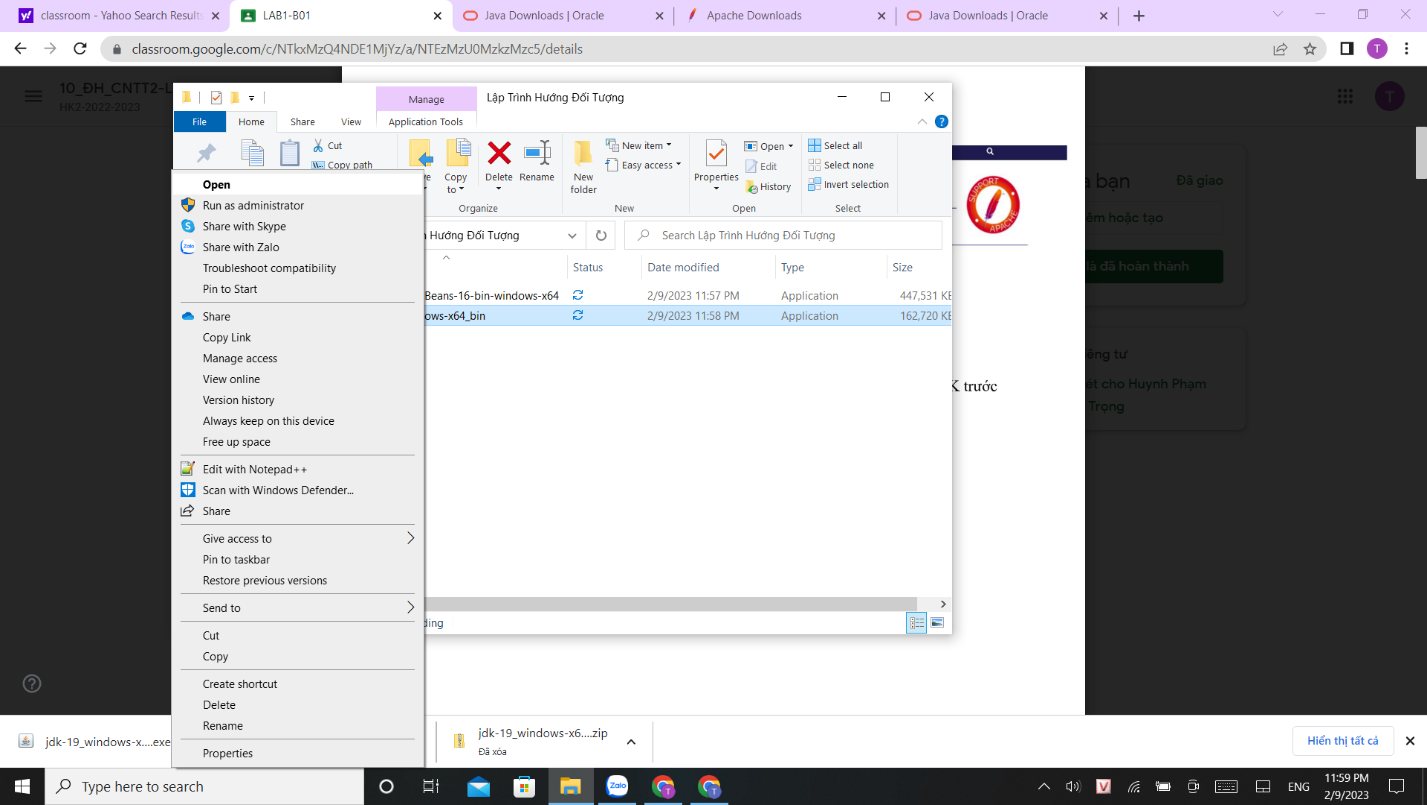 classroom - Yahoo Search Results
LAB1-B01
Java Downloads | Oracle
Apache Downloads
Java Downloads | Oracle
classroom.google.com/c/NTkxMzQ4NDE1MjYz/a/NTEzMzU0MzkzMzc5/details
T
10_ĐH_CNTT2-L
HK2-2022-2023
T
Manage
Lập Trình Hướng Đối Tượng
File
Home
Share
View
Application Tools
Cut
Copy path
Copy
to
Delete
Rename
Organize
New
folder
New item
Easy access
New
Properties
Open
Edit
History
Open
Select all
Select none
Invert selection
Select
Hướng Đối Tượng
Search Lập Trình Hướng Đối Tượng
Status
Date modified
Type
Size
Beans-16-bin-windows-x64
2/9/2023 11:57 PM
Application
447,531 KB
ows-x64_bin
2/9/2023 11:58 PM
Application
162,720 KB
Open
Run as administrator
Share with Skype
Share with Zalo
Troubleshoot compatibility
Pin to Start
Share
Copy Link
Manage access
View online
Version history
Always keep on this device
Free up space
Edit with Notepad++
Scan with Windows Defender...
Share
Give access to
Pin to taskbar
Restore previous versions
Send to
Cut
Copy
Create shortcut
Delete
Rename
Properties
SUPPORT
APACHE
K trước
a bạn
Đã giao
êm hoặc tạo
là đã hoàn thành
iêng tư
et cho Huynh Phạm
Trọng
jdk-19_windows-x....exe
jdk-19_windows-x6....zip
Đã xóa
Hiển thị tất cả
Type here to search
ENG
11:59 PM
2/9/2023